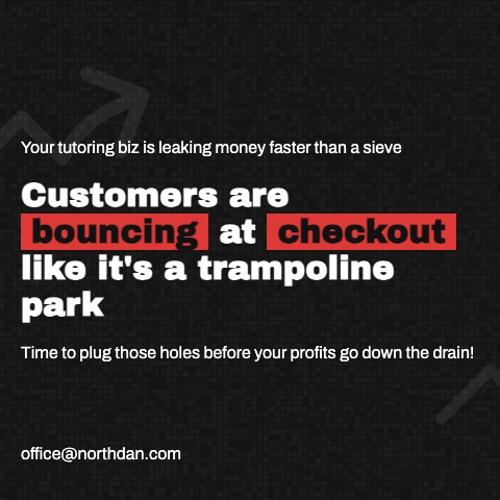 Your tutoring biz is leaking money faster than a sieve
Customers are
bouncing at checkout
like it's a trampoline
park
Time to plug those holes before your profits go down the drain!
office@northdan.com